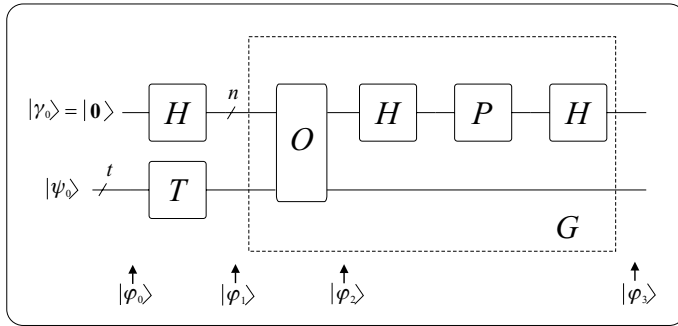 n
|γ₀⟩ = |0⟩ H O H P H
t
|ψ₀⟩ T
G
|φ₀⟩ |φ₁⟩ |φ₂⟩ |φ₃⟩